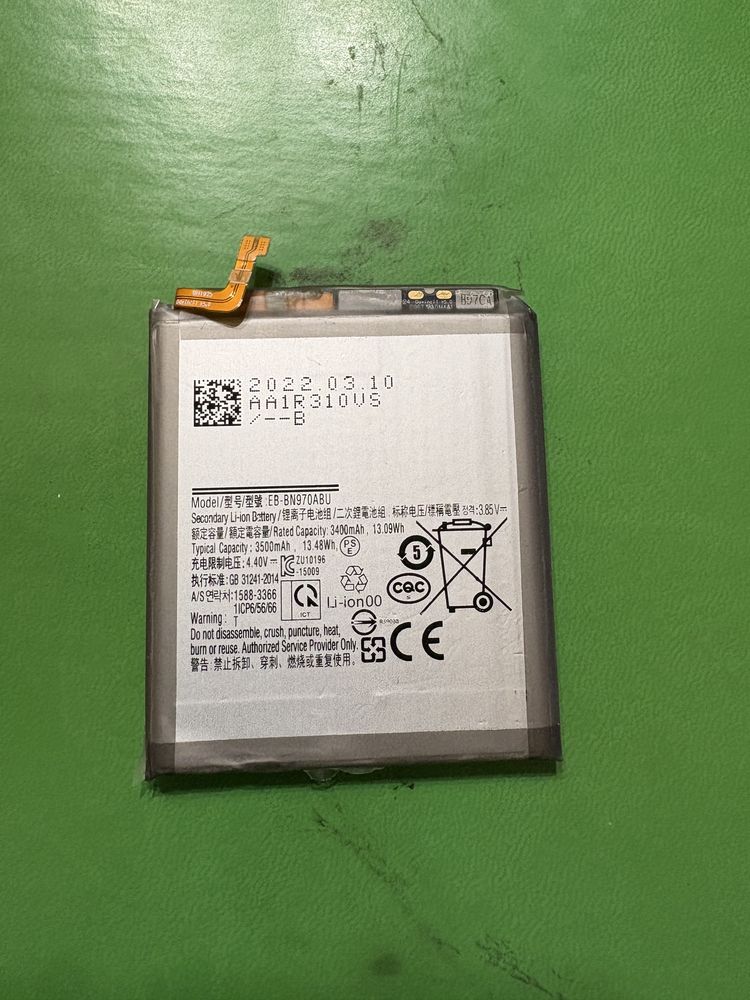 B97CA
2022.03.10
AA1R310VS
/--B
Model/型号/型號:EB-BN970ABU
Secondary Li-ion Battery/锂离子电池组/二次鋰電池組. 标称电压/標稱電壓 정격:3.85V⎓
额定容量/額定電容量/Rated Capacity: 3400mAh, 13.09Wh
Typical Capacity: 3500mAh, 13.48Wh
PS
E
充电限制电压: 4.40V
ZU10196
-15009
5
执行标准: GB 31241-2014
CQC
S
A/S연락처:1588-3366
1ICP6/56/66
ICT
Li-ion00
Warning:
T
Do not disassemble, crush, puncture, heat,
burn or reuse. Authorized Service Provider Only.
CE
警告: 禁止拆卸、穿刺、燃烧或重复使用。